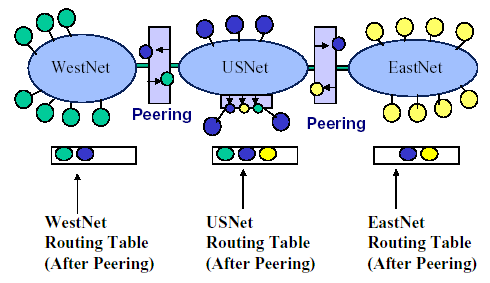 WestNet
USNet
EastNet
Peering
Peering
WestNet
Routing Table
(After Peering)
USNet
Routing Table
(After Peering)
EastNet
Routing Table
(After Peering)